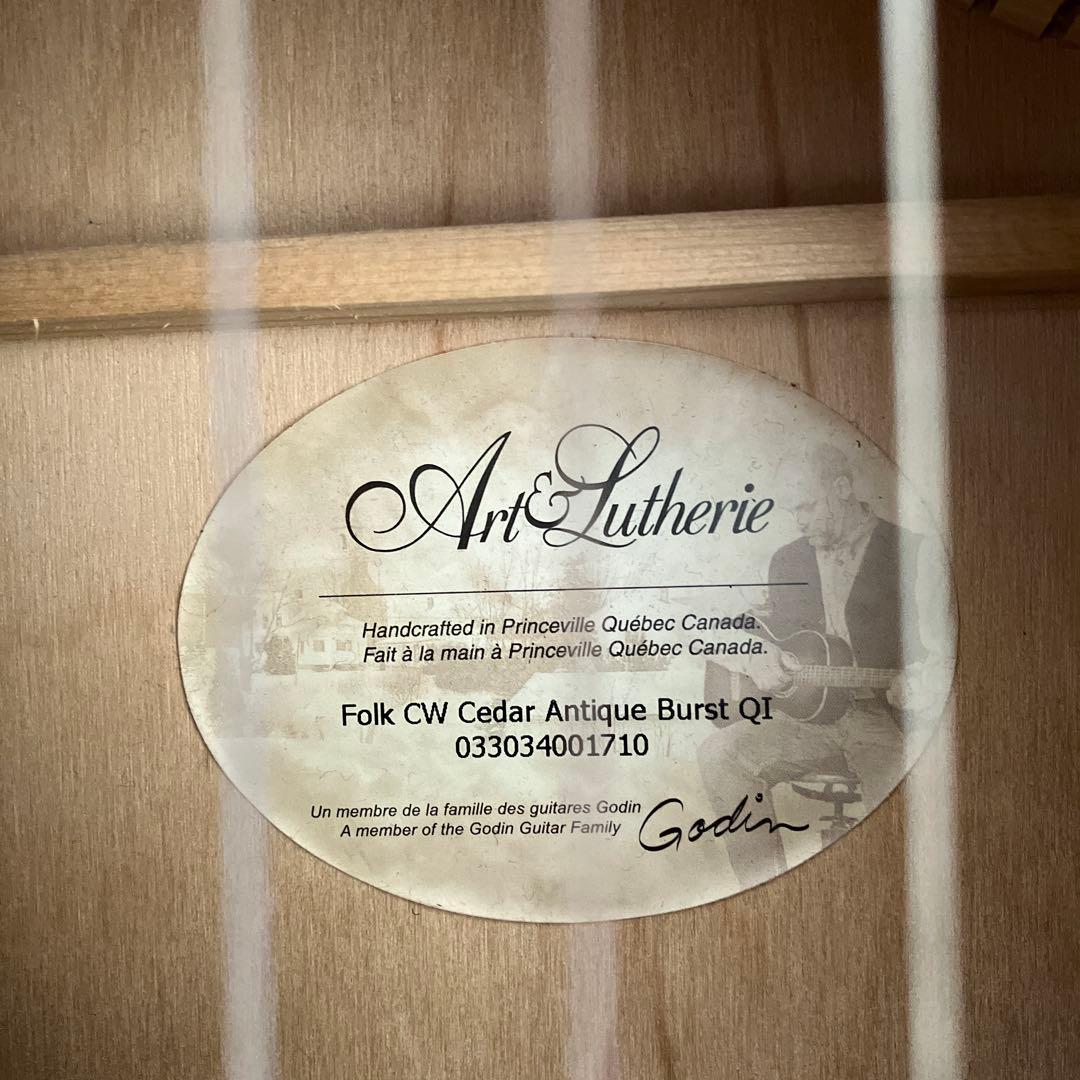 Art & Lutherie
Handcrafted in Princeville Québec Canada.
Fait à la main à Princeville Québec Canada.
Folk CW Cedar Antique Burst QI
033034001710
Un membre de la famille des guitares Godin
A member of the Godin Guitar Family
Godin